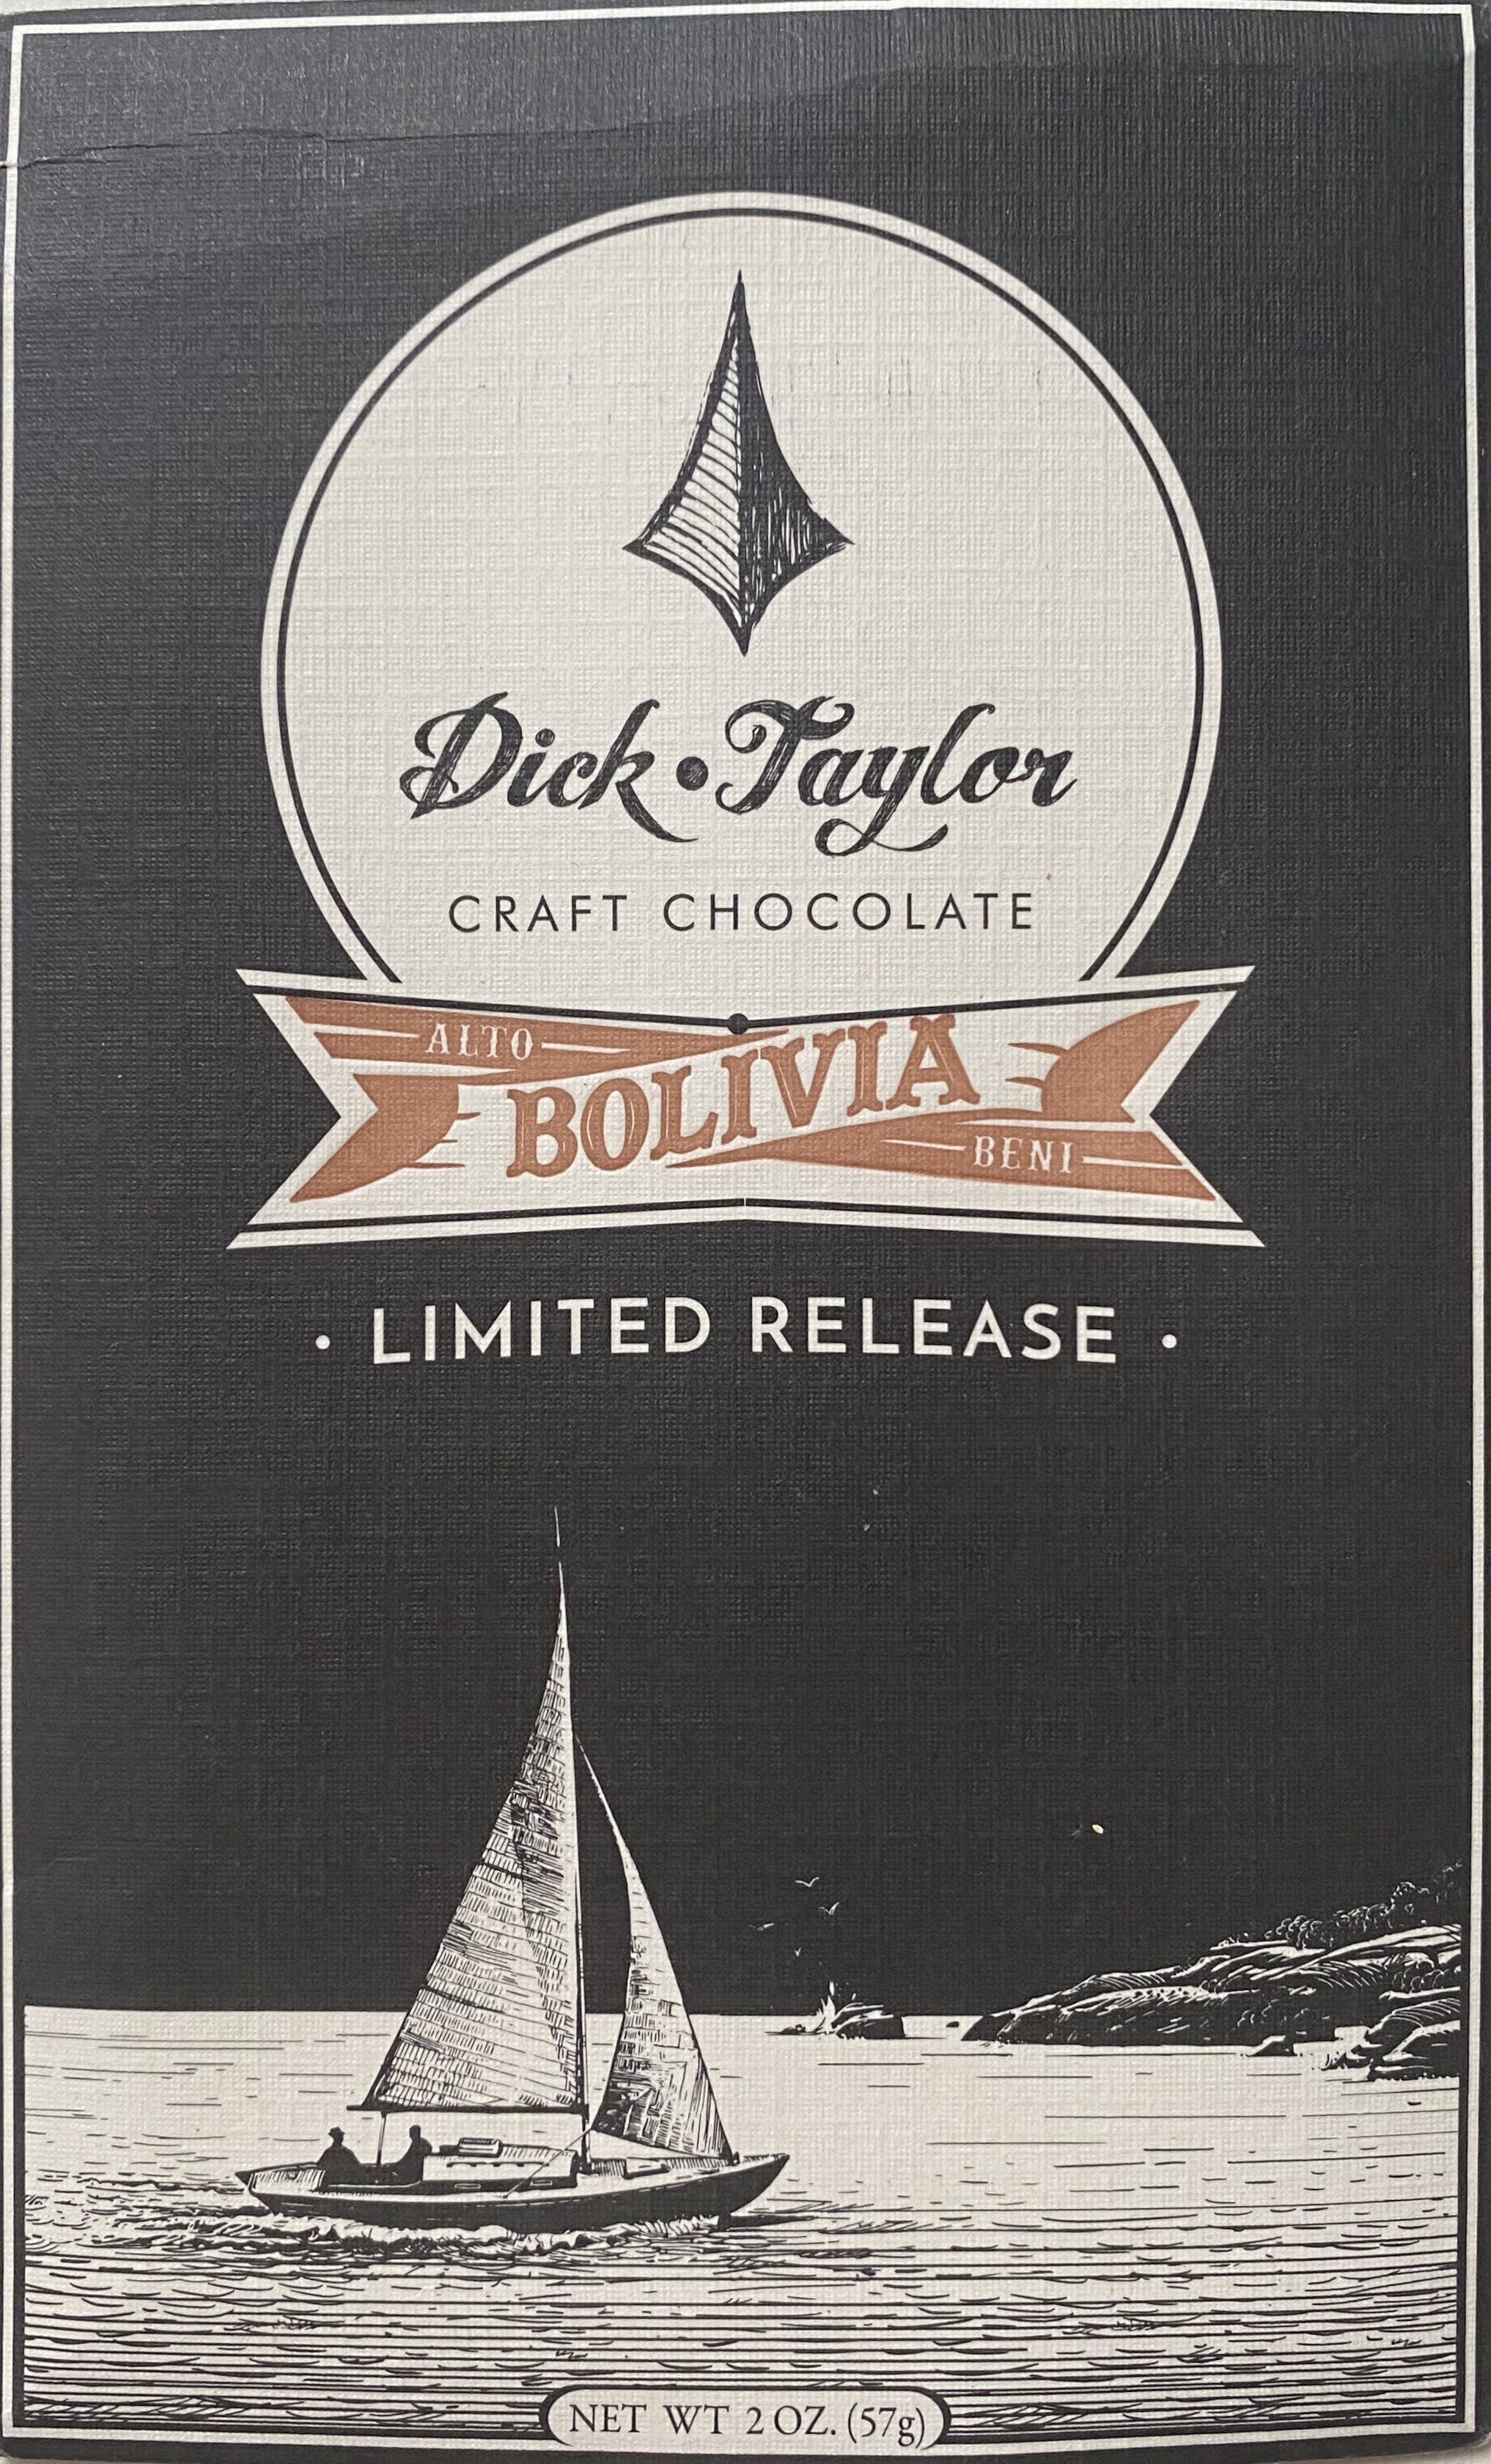 Dick • Taylor
CRAFT CHOCOLATE
ALTO
BOLIVIA
BENI
• LIMITED RELEASE •
NET WT 2 OZ. (57g)